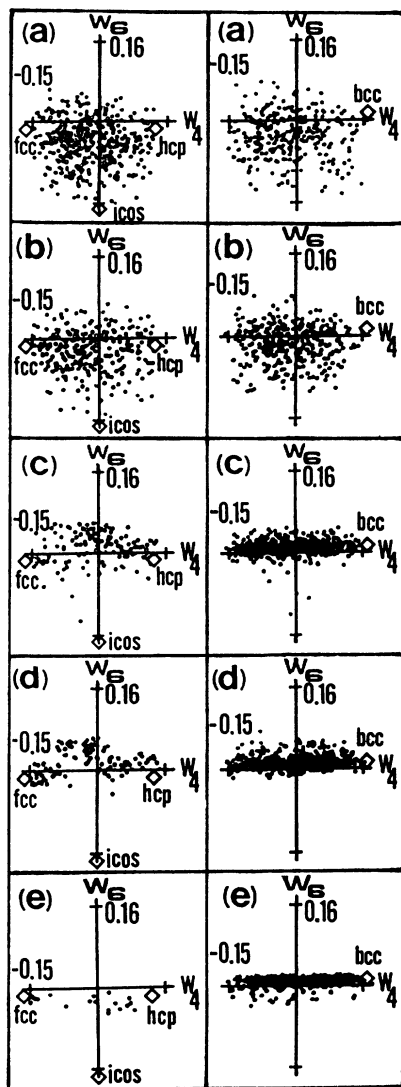 (a) W6 (a) W6
0.16 0.16
-0.15 -0.15 bcc
fcc W4 hcp W4
icos
(b) W6 (b) W6
0.16 0.16
-0.15 -0.15 bcc
fcc W4 hcp W4
icos
(c) W6 (c) W6
0.16 0.16
-0.15 -0.15 bcc
fcc W4 hcp W4
icos
(d) W6 (d) W6
0.16 0.16
-0.15 -0.15 bcc
fcc W4 hcp W4
icos
(e) W6 (e) W6
0.16 0.16
-0.15 -0.15 bcc
fcc W4 hcp W4
icos